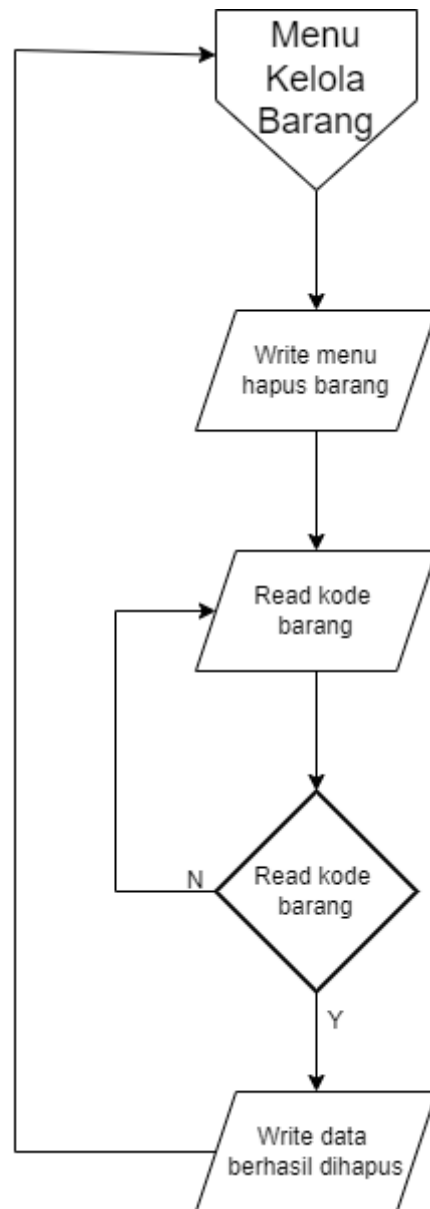 Menu
Kelola
Barang
Write menu
hapus barang
Read kode
barang
Read kode
barang
N
Y
Write data
berhasil dihapus